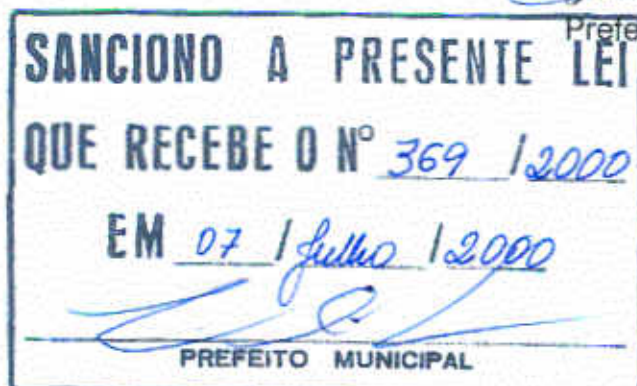 Prefe
SANCIONO A PRESENTE LEI
QUE RECEBE O Nº 369 / 2000
EM 07 / Julho / 2000
PREFEITO MUNICIPAL